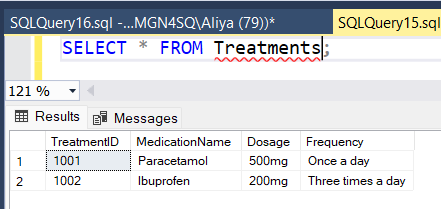 SQLQuery16.sql -...MGN4SQ\Aliya (79))* SQLQuery15.sql
SELECT * FROM Treatments;
121 %
Results Messages
TreatmentID MedicationName Dosage Frequency
1 1001 Paracetamol 500mg Once a day
2 1002 Ibuprofen 200mg Three times a day